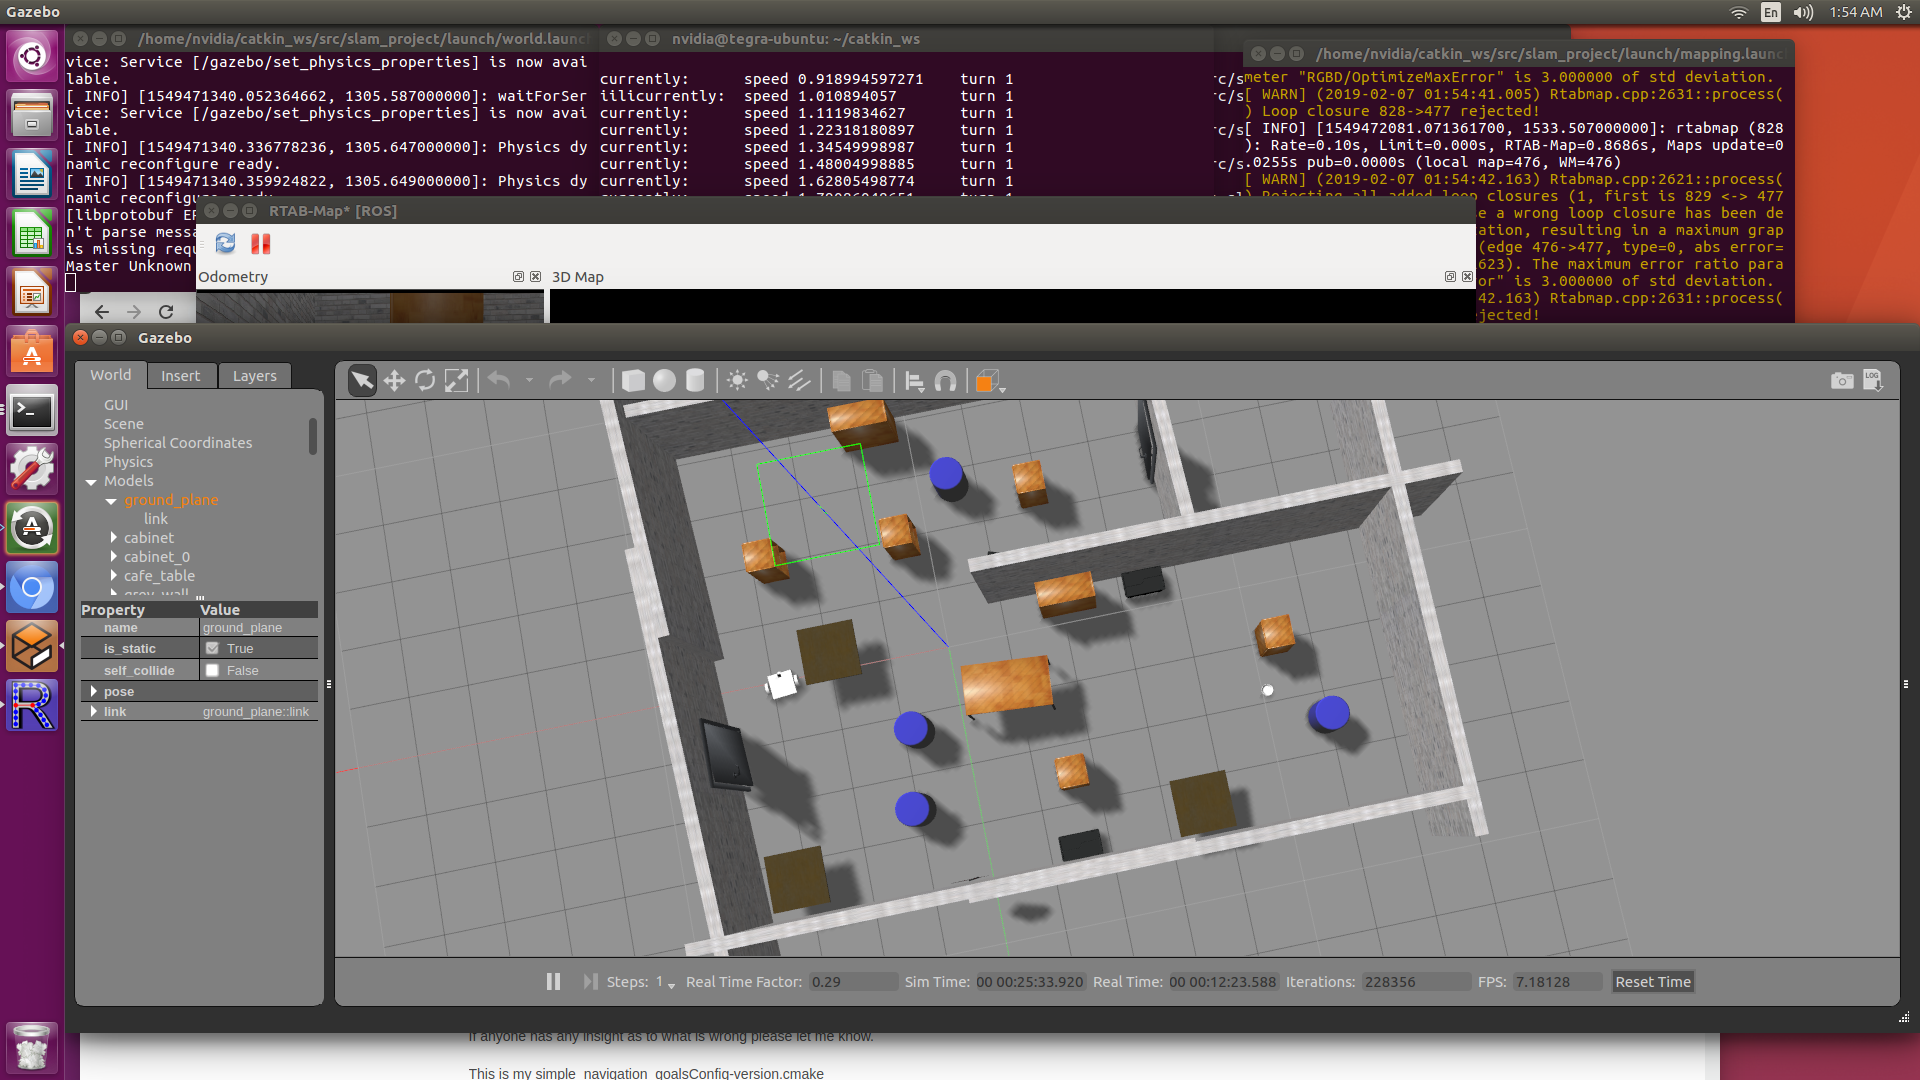 Gazebo
En
1:54 AM
/home/nvidia/catkin_ws/src/slam_project/launch/world.launc
vice: Service [/gazebo/set_physics_properties] is now avai
lable.
[ INFO] [1549471340.052364662, 1305.587000000]: waitForSer
vice: Service [/gazebo/set_physics_properties] is now avai
lable.
[ INFO] [1549471340.336778236, 1305.647000000]: Physics dy
namic reconfigure ready.
[ INFO] [1549471340.359924822, 1305.649000000]: Physics dy
namic reconfigu
[libprotobuf ER
n't parse messa
is missing requ
Master Unknown
nvidia@tegra-ubuntu: ~/catkin_ws
currently: speed 0.918994597271 turn 1
iilicurrently: speed 1.010894057 turn 1
currently: speed 1.1119834627 turn 1
currently: speed 1.22318180897 turn 1
currently: speed 1.34549998987 turn 1
currently: speed 1.48004998885 turn 1
currently: speed 1.62805498774 turn 1
rc/s
rc/s
rc/s
/home/nvidia/catkin_ws/src/slam_project/launch/mapping.launc
meter "RGBD/OptimizeMaxError" is 3.000000 of std deviation.
[ WARN] (2019-02-07 01:54:41.005) Rtabmap.cpp:2631::process(
) Loop closure 828->477 rejected!
[ INFO] [1549472081.071361700, 1533.507000000]: rtabmap (828
): Rate=0.10s, Limit=0.000s, RTAB-Map=0.8686s, Maps update=0
.0255s pub=0.0000s (local map=476, WM=476)
[ WARN] (2019-02-07 01:54:42.163) Rtabmap.cpp:2621::process(
) Rejecting all added loop closures (1, first is 829 <-> 477
e a wrong loop closure has been de
ation, resulting in a maximum grap
(edge 476->477, type=0, abs error=
623). The maximum error ratio para
or" is 3.000000 of std deviation.
42.163) Rtabmap.cpp:2631::process(
jected!
RTAB-Map* [ROS]
Odometry
3D Map
Gazebo
World Insert Layers
GUI
Scene
Spherical Coordinates
Physics
Models
ground_plane
link
cabinet
cabinet_0
cafe_table
grey_wall
Property Value
name ground_plane
is_static True
self_collide False
pose
link ground_plane::link
LOG
Steps: 1 Real Time Factor: 0.29 Sim Time: 00 00:25:33.920 Real Time: 00 00:12:23.588 Iterations: 228356 FPS: 7.18128 Reset Time
If anyone has any insight as to what is wrong please let me know.
This is my simple_navigation_goalsConfig-version.cmake